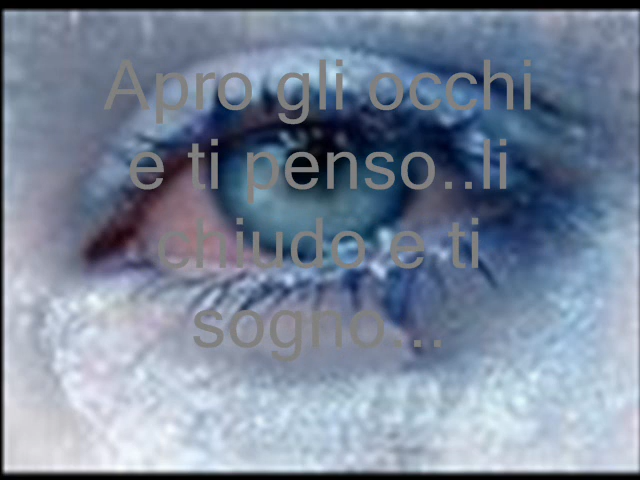 Apro gli occhi
e ti penso..li
chiudo e ti
sogno...